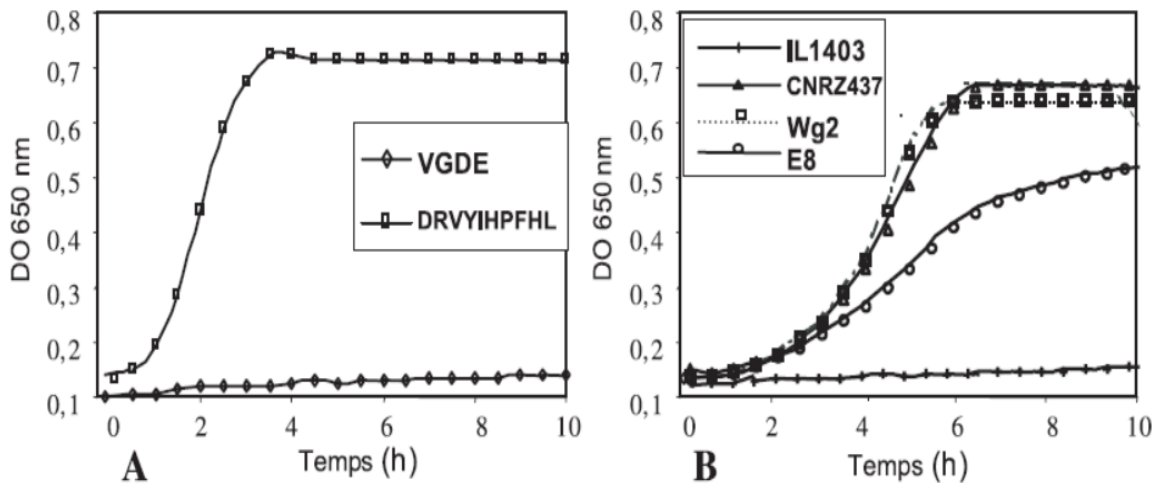 0,8
0,7
0,6
0,5
0,4
0,3
0,2
0,1
DO 650 nm
VGDE
DRVYIHPFHL
0 2 4 6 8 10
A Temps (h)
0,8
0,7
0,6
0,5
0,4
0,3
0,2
0,1
DO 650 nm
IL1403
CNRZ437
Wg2
E8
0 2 4 6 8 10
B Temps (h)